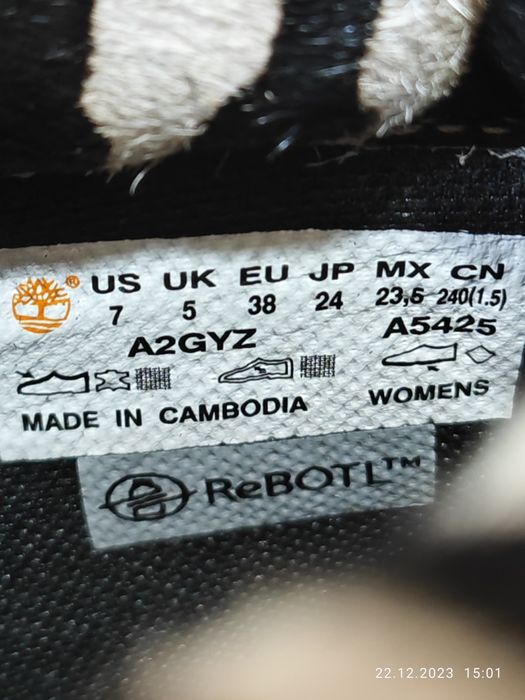 ®
US UK EU JP MX CN
7 5 38 24 23,5 240(1.5)
A2GYZ A5425
MADE IN CAMBODIA WOMENS
ReBOTL™
22.12.2023 15:01